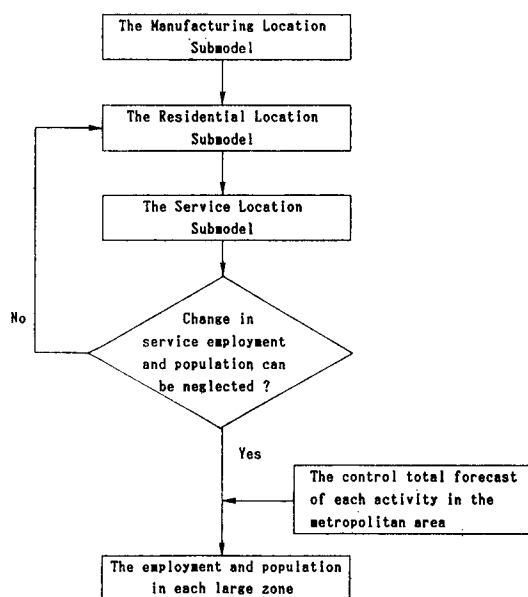 The Manufacturing Location
Submodel
The Residential Location
Submodel
The Service Location
Submodel
No
Change in
service employment
and population can
be neglected ?
Yes
The control total forecast
of each activity in the
metropolitan area
The employment and population
in each large zone